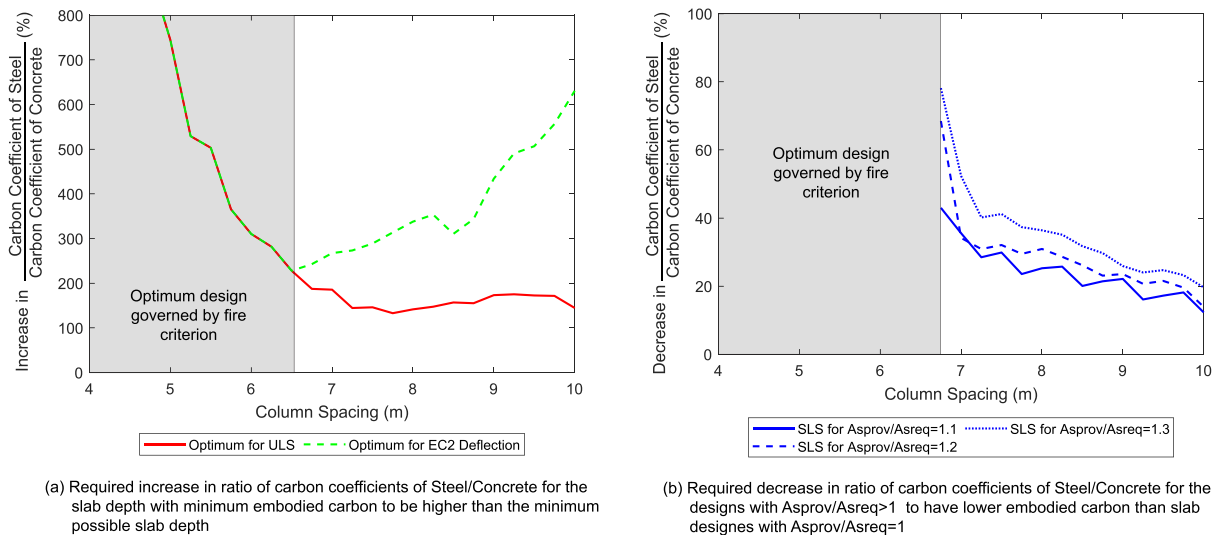 800
700
600
500
400
300
200
100
0
4
5
6
7
8
9
10
Increase in Carbon Coefficient of Steel (%)
Carbon Coefficient of Concrete
Optimum design
governed by fire
criterion
Column Spacing (m)
Optimum for ULS
Optimum for EC2 Deflection
(a) Required increase in ratio of carbon coefficients of Steel/Concrete for the
slab depth with minimum embodied carbon to be higher than the minimum
possible slab depth
100
80
60
40
20
0
4
5
6
7
8
9
10
Decrease in Carbon Coefficient of Steel (%)
Carbon Coefficient of Concrete
Optimum design
governed by fire
criterion
Column Spacing (m)
SLS for Asprov/Asreq=1.1
SLS for Asprov/Asreq=1.3
SLS for Asprov/Asreq=1.2
(b) Required decrease in ratio of carbon coefficients of Steel/Concrete for the
designs with Asprov/Asreq>1 to have lower embodied carbon than slab
designes with Asprov/Asreq=1